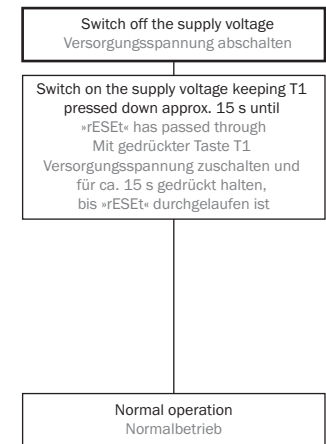 Switch off the supply voltage
Versorgungsspannung abschalten
Switch on the supply voltage keeping T1
pressed down approx. 15 s until
»rESEt« has passed through
Mit gedrückter Taste T1
Versorgungsspannung zuschalten und
für ca. 15 s gedrückt halten,
bis »rESEt« durchgelaufen ist
Normal operation
Normalbetrieb